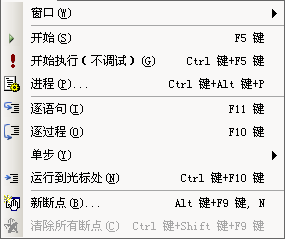 窗口(W)
开始(S) F5 键
开始执行(不调试)(G) Ctrl 键+F5 键
进程(P)... Ctrl 键+Alt 键+P
逐语句(I) F11 键
逐过程(O) F10 键
单步(Y)
运行到光标处(N) Ctrl 键+F10 键
新断点(B)... Alt 键+F9 键, N
清除所有断点(C) Ctrl 键+Shift 键+F9 键